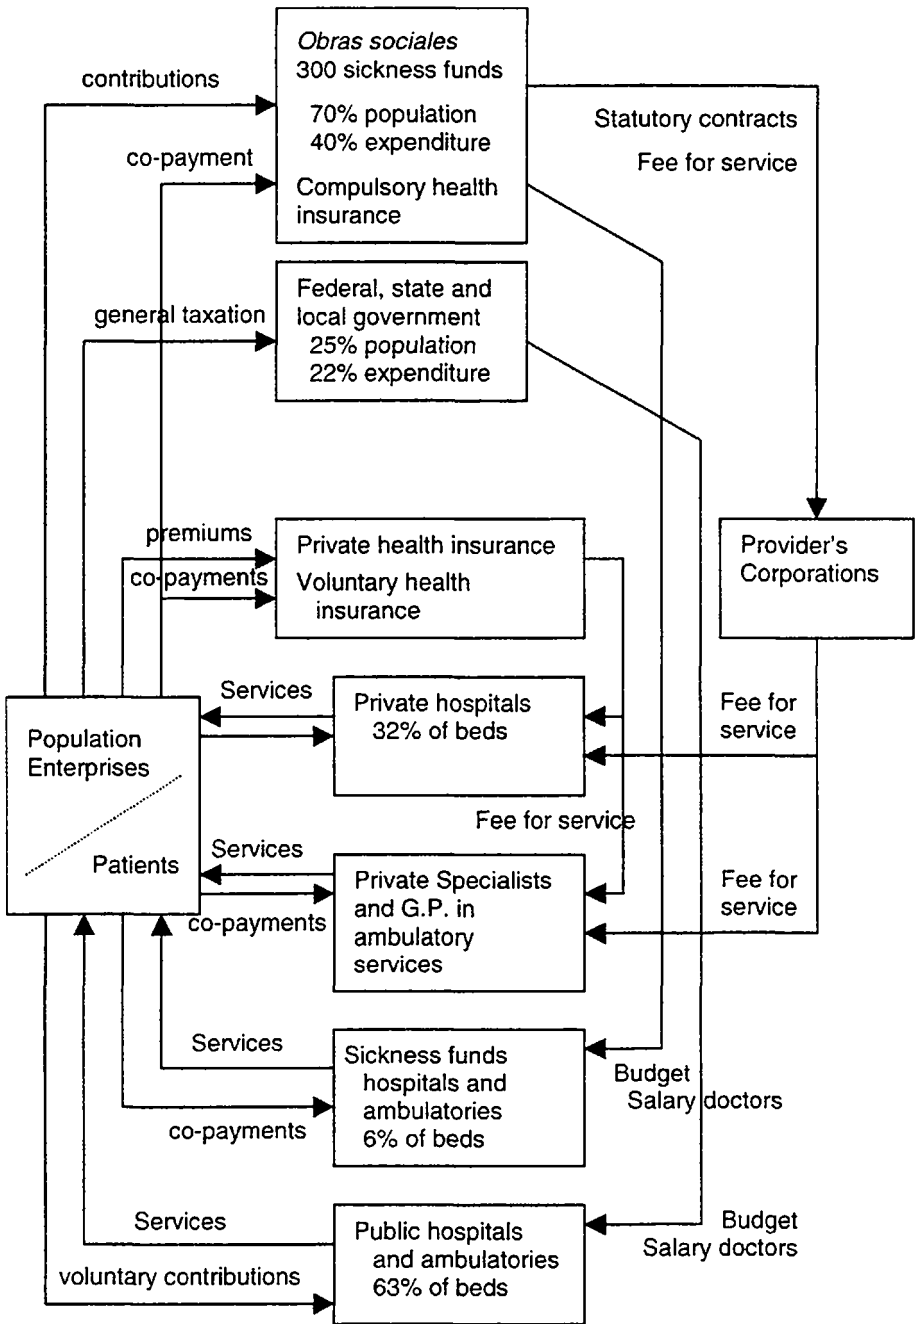 Obras sociales
300 sickness funds
70% population
40% expenditure
Compulsory health
insurance
contributions
co-payment
Statutory contracts
Fee for service
Federal, state and
local government
25% population
22% expenditure
general taxation
premiums
co-payments
Private health insurance
Voluntary health
insurance
Provider's
Corporations
Services
Private hospitals
32% of beds
Fee for
service
Population
Enterprises
Patients
Fee for service
Services
co-payments
Private Specialists
and G.P. in
ambulatory
services
Fee for
service
Services
co-payments
Sickness funds
hospitals and
ambulatories
6% of beds
Budget
Salary doctors
Services
voluntary contributions
Public hospitals
and ambulatories
63% of beds
Budget
Salary doctors